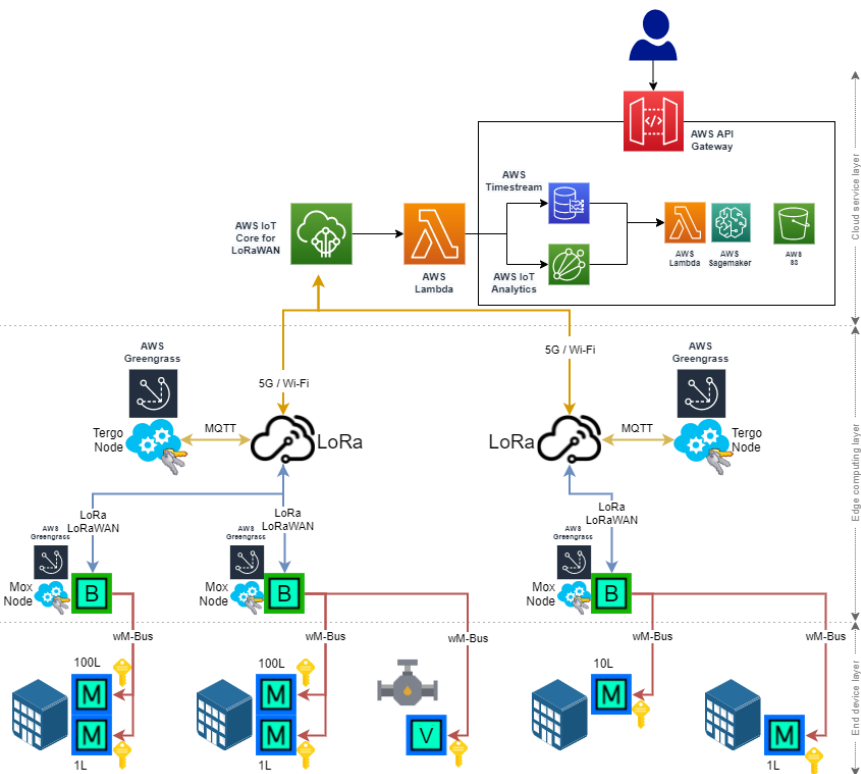 AWS API
Gateway
Cloud service layer
AWS
Timestream
AWS IoT
Core for
LoRaWAN
AWS
Lambda
AWS IoT
Analytics
AWS
Lambda
AWS
Sagemaker
AWS
S3
AWS
Greengrass
5G / Wi-Fi
5G / Wi-Fi
AWS
Greengrass
Tergo
Node
MQTT
LoRa
LoRa
MQTT
Tergo
Node
Edge computing layer
LoRa
LoRaWAN
LoRa
LoRaWAN
LoRa
LoRaWAN
AWS
Greengrass
AWS
Greengrass
AWS
Greengrass
Mox
Node
B
Mox
Node
B
Mox
Node
B
wM-Bus
wM-Bus
wM-Bus
wM-Bus
wM-Bus
End device layer
100L
M
M
1L
100L
M
M
1L
V
10L
M
M
1L